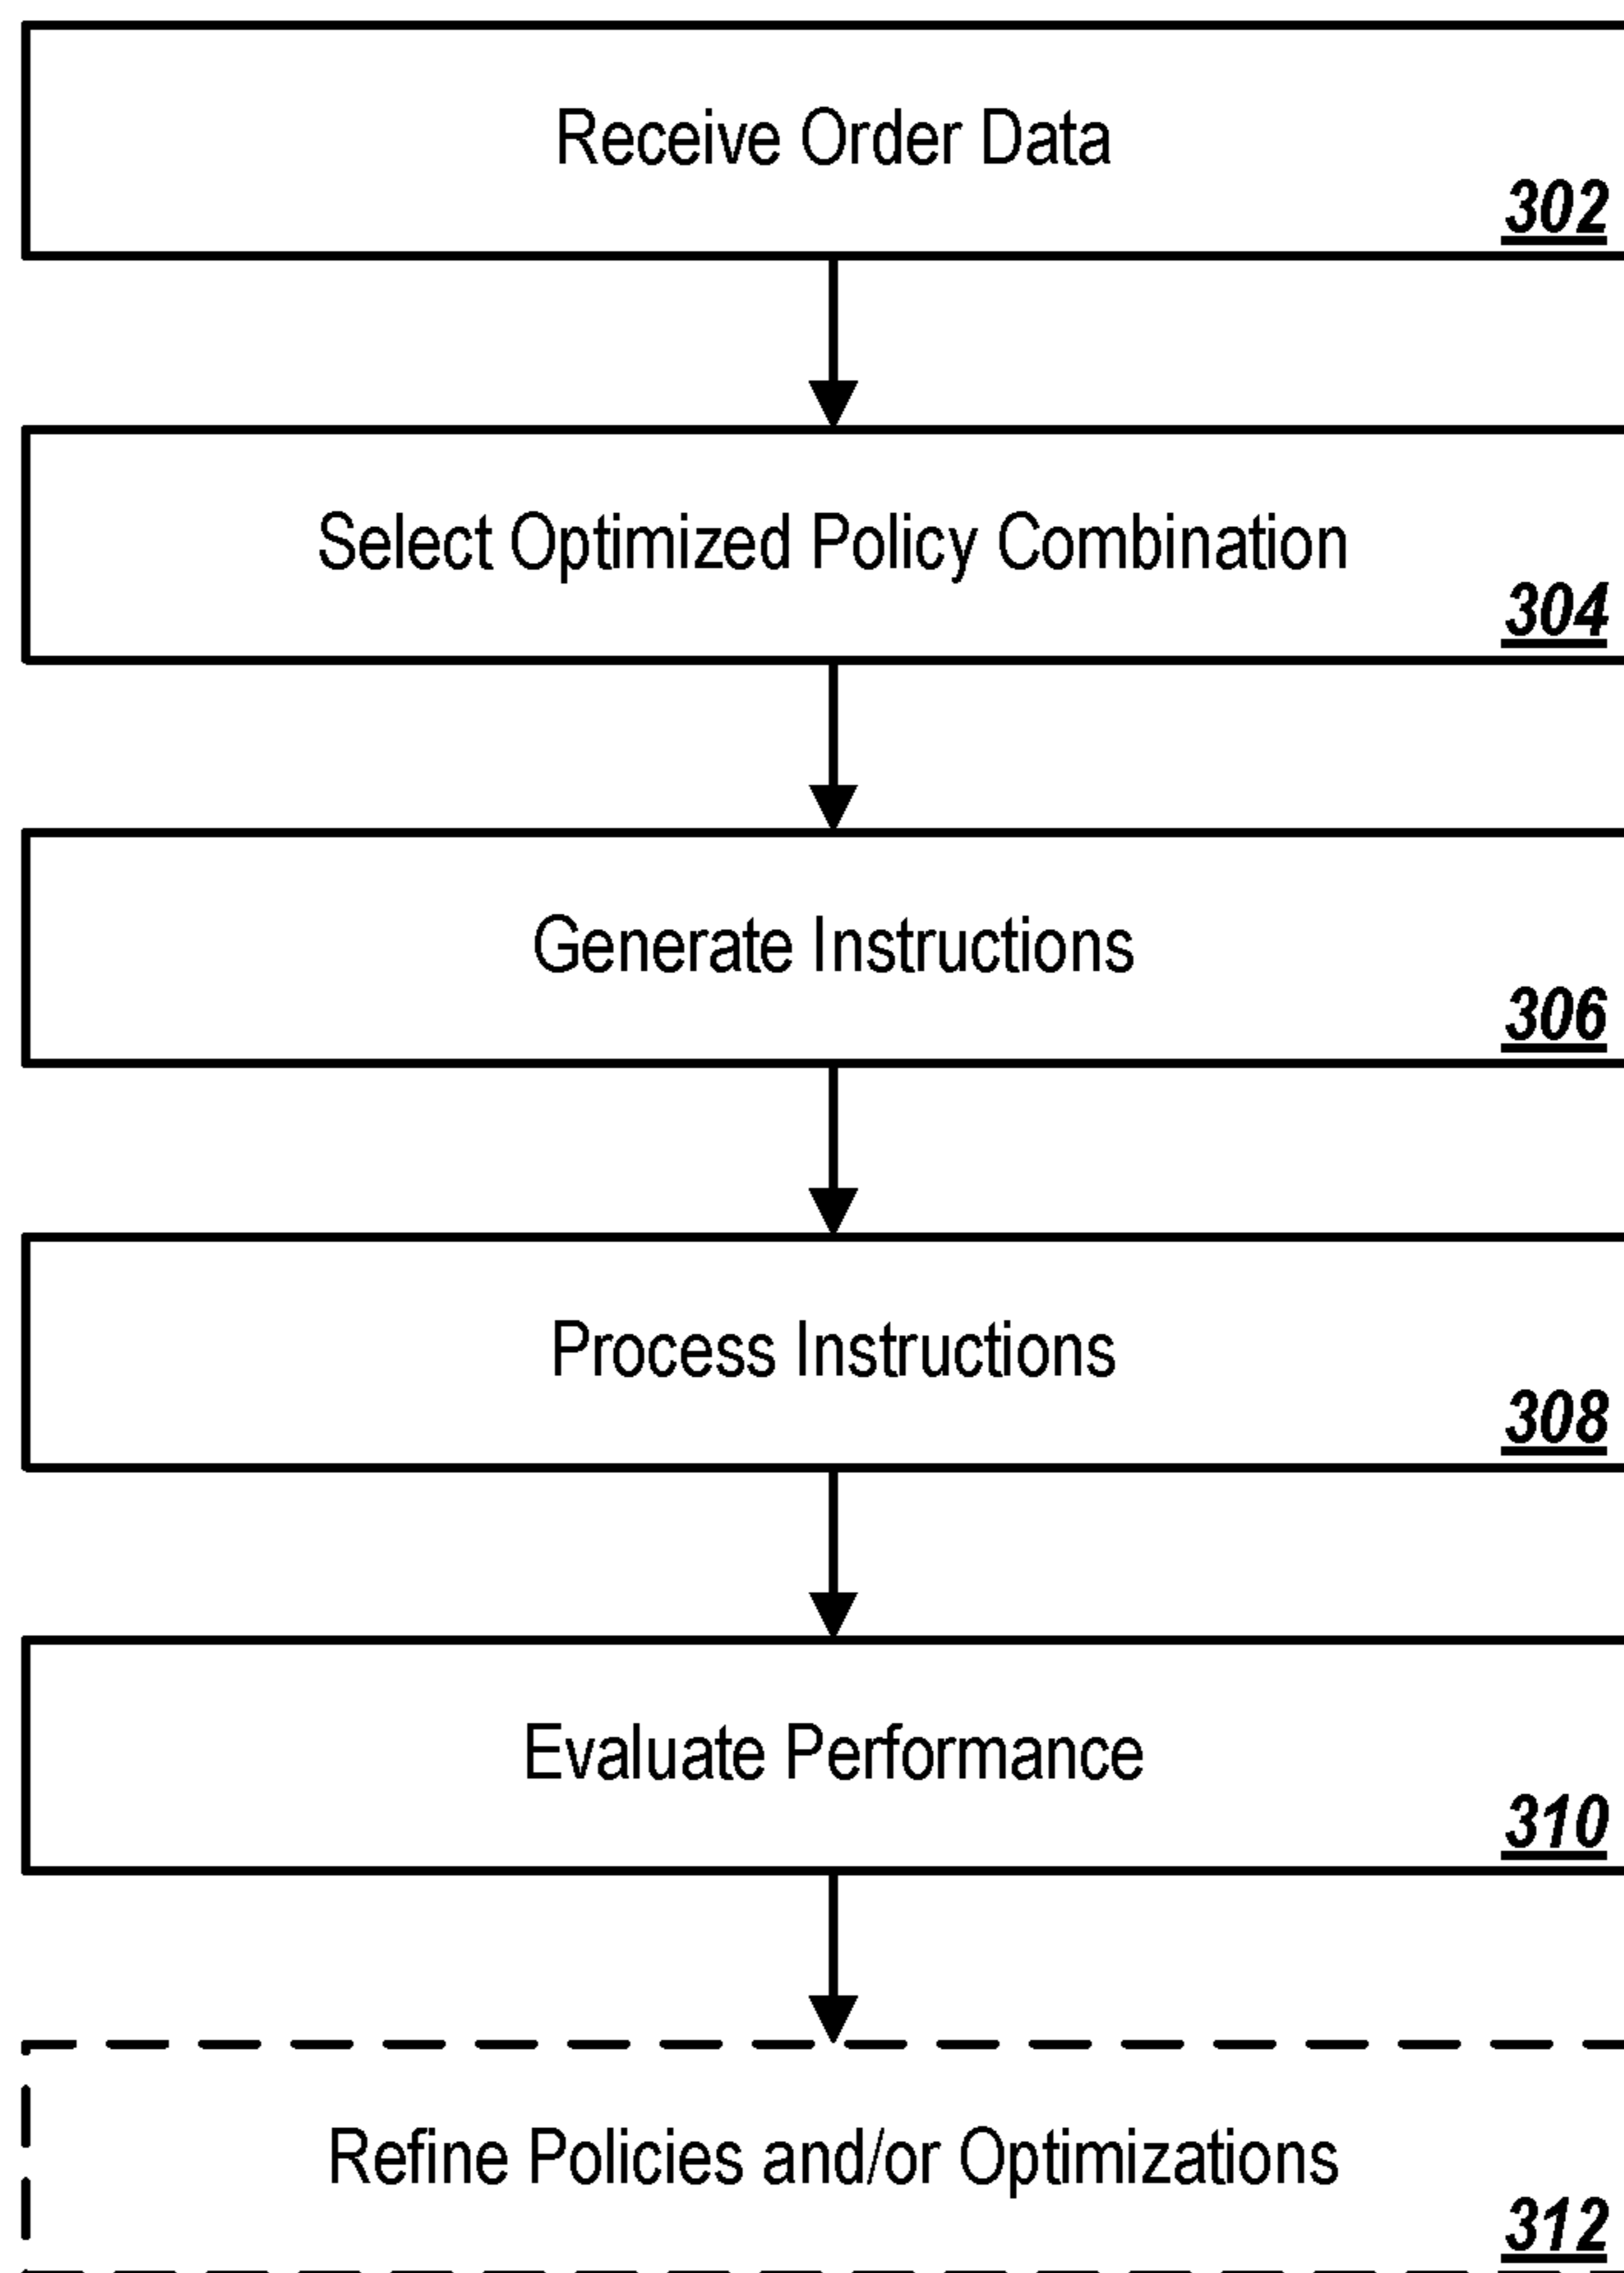 Receive Order Data
302
Select Optimized Policy Combination
304
Generate Instructions
306
Process Instructions
308
Evaluate Performance
310
Refine Policies and/or Optimizations
312